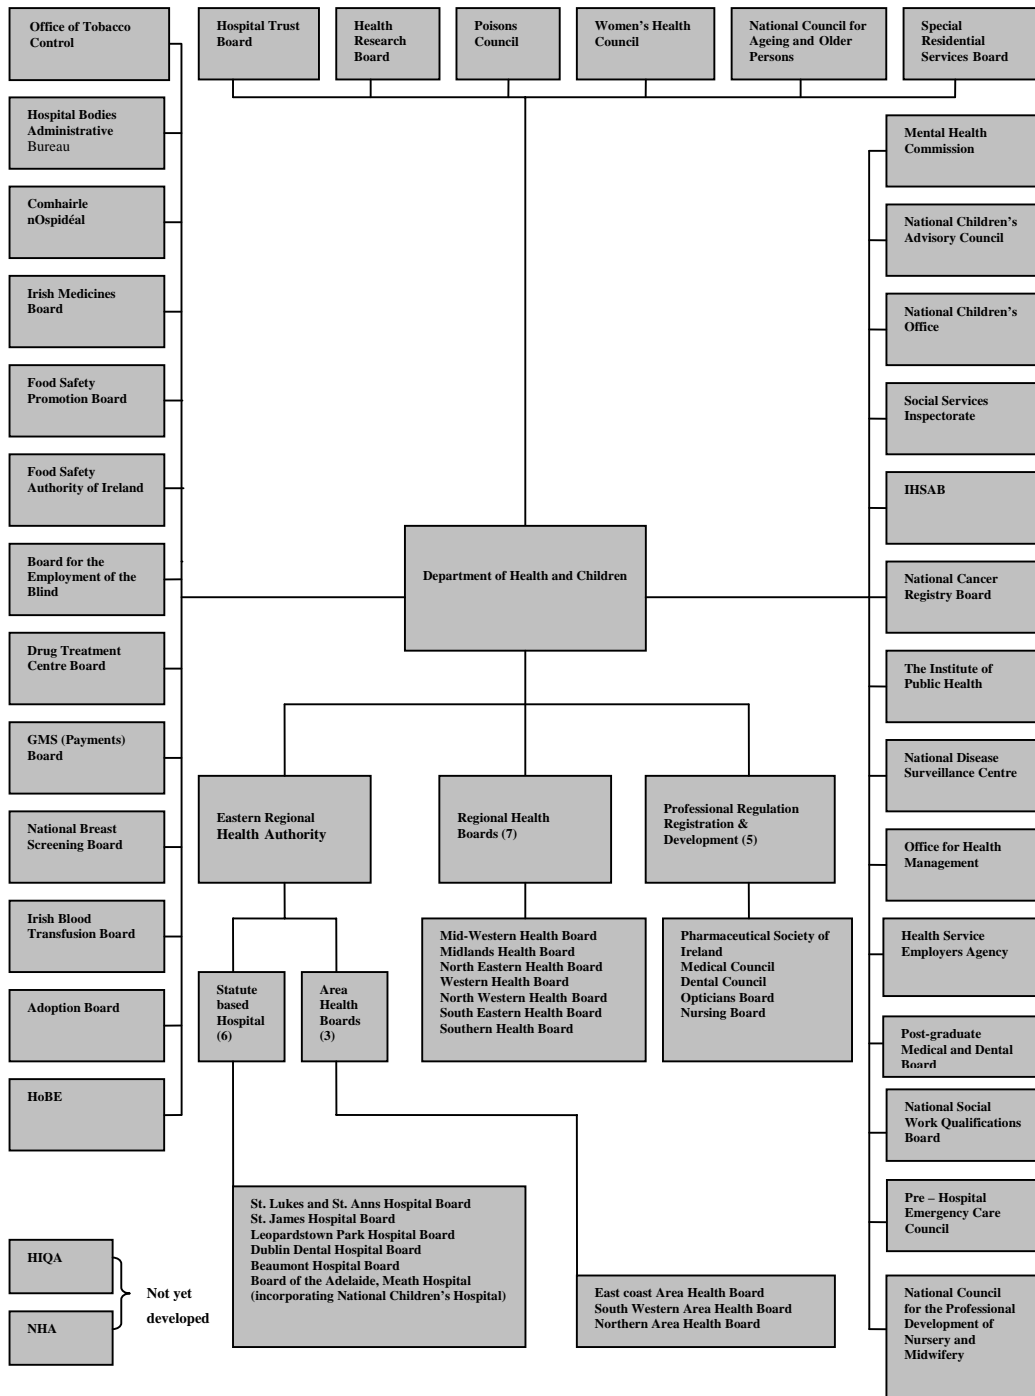 Office of Tobacco
Control
Hospital Trust
Board
Health
Research
Board
Poisons
Council
Women's Health
Council
National Council for
Ageing and Older
Persons
Special
Residential
Services Board
Hospital Bodies
Administrative
Bureau
Comhairle
nOspidéal
Irish Medicines
Board
Food Safety
Promotion Board
Food Safety
Authority of Ireland
Board for the
Employment of the
Blind
Drug Treatment
Centre Board
GMS (Payments)
Board
National Breast
Screening Board
Irish Blood
Transfusion Board
Adoption Board
HoBE
HIQA
NHA
Not yet
developed
Department of Health and Children
Eastern Regional
Health Authority
Regional Health
Boards (7)
Professional Regulation
Registration &
Development (5)
Statute
based
Hospital
(6)
Area
Health
Boards
(3)
Mid-Western Health Board
Midlands Health Board
North Eastern Health Board
Western Health Board
North Western Health Board
South Eastern Health Board
Southern Health Board
Pharmaceutical Society of
Ireland
Medical Council
Dental Council
Opticians Board
Nursing Board
St. Lukes and St. Anns Hospital Board
St. James Hospital Board
Leopardstown Park Hospital Board
Dublin Dental Hospital Board
Beaumont Hospital Board
Board of the Adelaide, Meath Hospital
(incorporating National Children's Hospital)
East coast Area Health Board
South Western Area Health Board
Northern Area Health Board
Mental Health
Commission
National Children's
Advisory Council
National Children's
Office
Social Services
Inspectorate
IHSAB
National Cancer
Registry Board
The Institute of
Public Health
National Disease
Surveillance Centre
Office for Health
Management
Health Service
Employers Agency
Post-graduate
Medical and Dental
Board
National Social
Work Qualifications
Board
Pre – Hospital
Emergency Care
Council
National Council
for the Professional
Development of
Nursery and
Midwifery